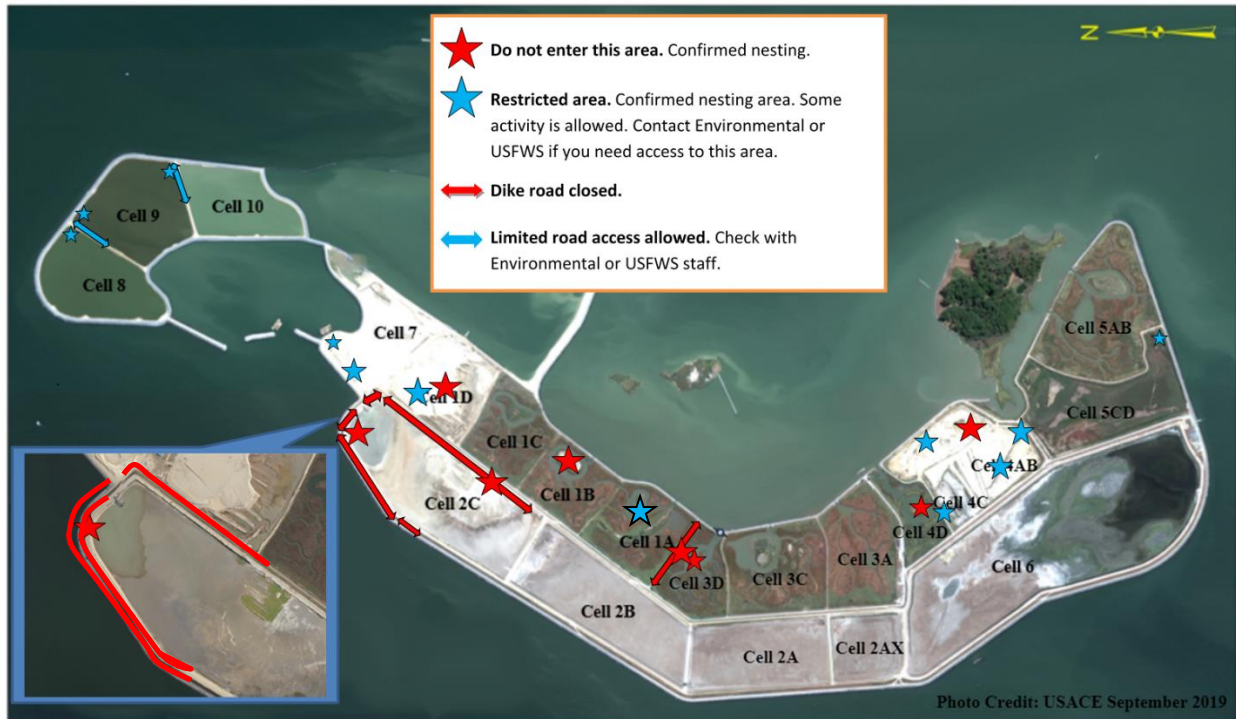 Do not enter this area. Confirmed nesting.
Restricted area. Confirmed nesting area. Some
activity is allowed. Contact Environmental or
USFWS if you need access to this area.
Dike road closed.
Limited road access allowed. Check with
Environmental or USFWS staff.
N
Cell 10
Cell 9
Cell 8
Cell 7
Cell 5AB
Cell 1D
Cell 5CD
Cell 1C
Cell 4AB
Cell 1B
Cell 2C
Cell 4C
Cell 4D
Cell 1A
Cell 3A
Cell 3C
Cell 6
Cell 3D
Cell 2B
Cell 2AX
Cell 2A
Photo Credit: USACE September 2019